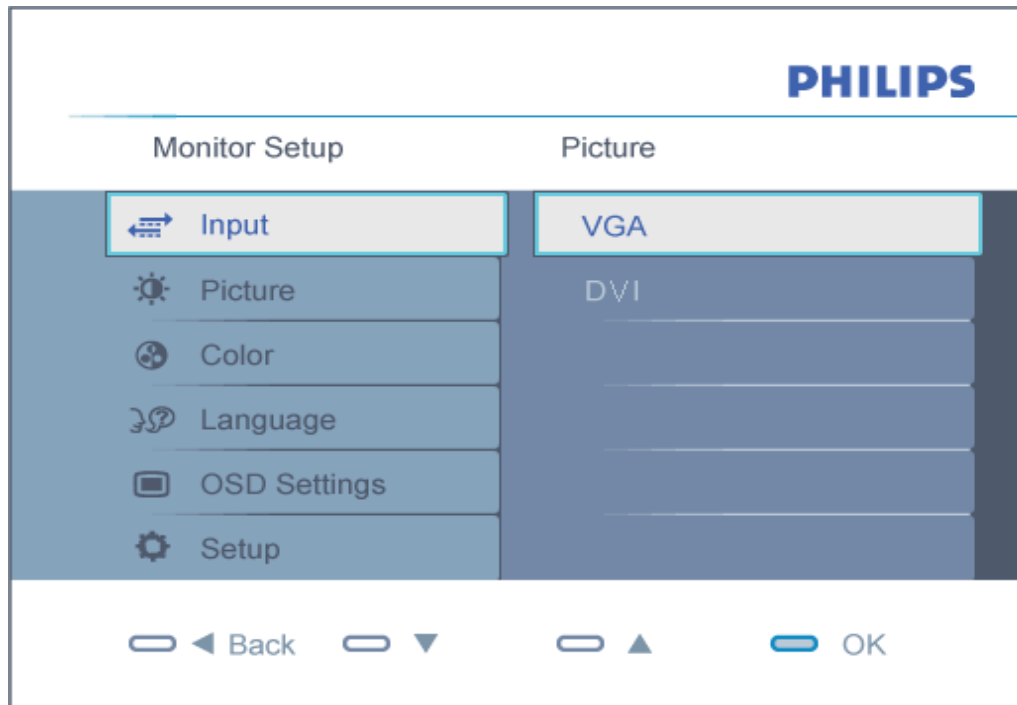 PHILIPS
Monitor Setup Picture
Input VGA
Picture DVI
Color
Language
OSD Settings
Setup
Back OK